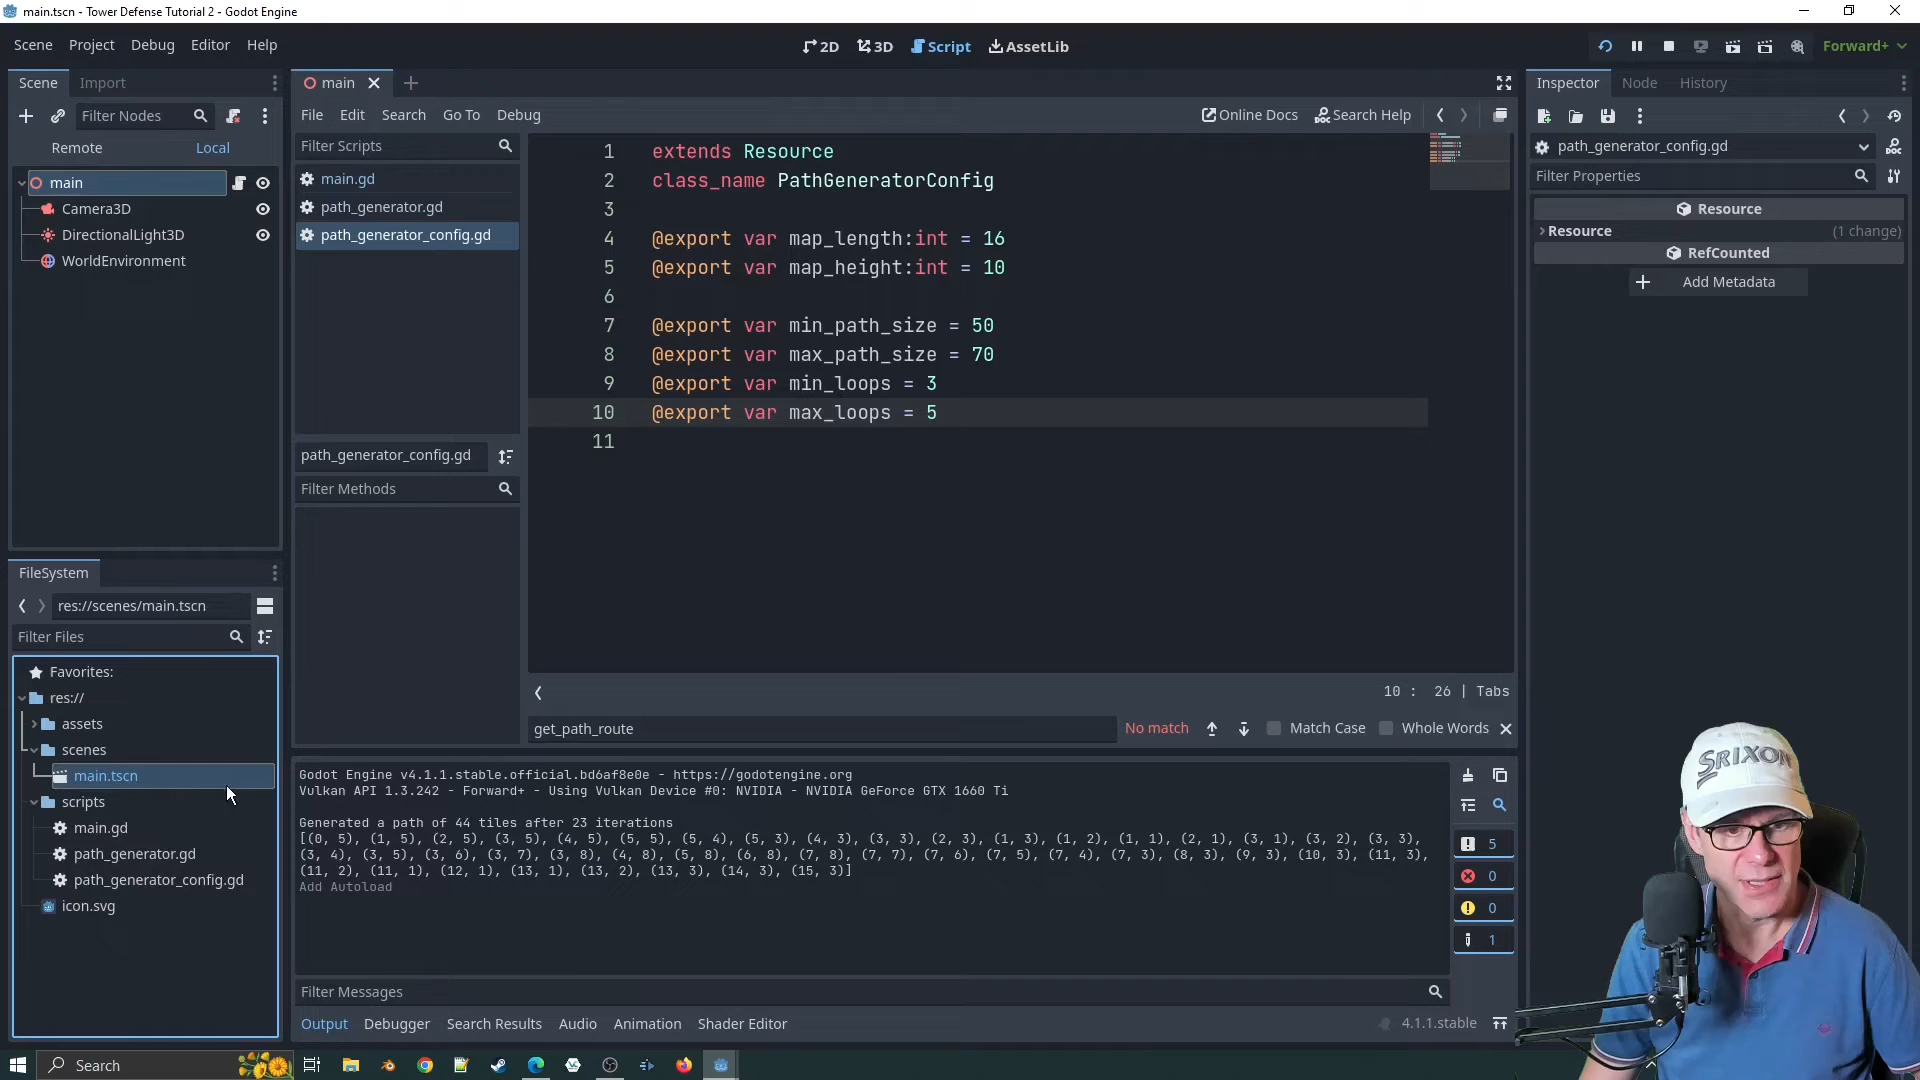 main.tscn - Tower Defense Tutorial 2 - Godot Engine
Scene Project Debug Editor Help
2D 3D Script AssetLib
Forward+
Scene Import
Filter Nodes
Remote Local
main
Camera3D
DirectionalLight3D
WorldEnvironment
main
File Edit Search Go To Debug
Online Docs Search Help
Filter Scripts
main.gd
path_generator.gd
path_generator_config.gd
path_generator_config.gd
Filter Methods
1 extends Resource
2 class_name PathGeneratorConfig
3
4 @export var map_length:int = 16
5 @export var map_height:int = 10
6
7 @export var min_path_size = 50
8 @export var max_path_size = 70
9 @export var min_loops = 3
10 @export var max_loops = 5
11
10 : 26 | Tabs
get_path_route
No match Match Case Whole Words
Inspector Node History
path_generator_config.gd
Filter Properties
Resource
Resource (1 change)
RefCounted
Add Metadata
FileSystem
res://scenes/main.tscn
Filter Files
Favorites:
res://
assets
scenes
main.tscn
scripts
main.gd
path_generator.gd
path_generator_config.gd
icon.svg
Godot Engine v4.1.1.stable.official.bd6af8e0e - https://godotengine.org
Vulkan API 1.3.242 - Forward+ - Using Vulkan Device #0: NVIDIA - NVIDIA GeForce GTX 1660 Ti
Generated a path of 44 tiles after 23 iterations
[(0, 5), (1, 5), (2, 5), (3, 5), (4, 5), (5, 5), (5, 4), (5, 3), (4, 3), (3, 3), (2, 3), (1, 3), (1, 2), (1, 1), (2, 1), (3, 1), (3, 2), (3, 3),
(3, 4), (3, 5), (3, 6), (3, 7), (3, 8), (4, 8), (5, 8), (6, 8), (7, 8), (7, 7), (7, 6), (7, 5), (7, 4), (7, 3), (8, 3), (9, 3), (10, 3), (11, 3),
(11, 2), (11, 1), (12, 1), (13, 1), (13, 2), (13, 3), (14, 3), (15, 3)]
Add Autoload
5
0
0
1
Filter Messages
Output Debugger Search Results Audio Animation Shader Editor
4.1.1.stable
Search
SRIXON